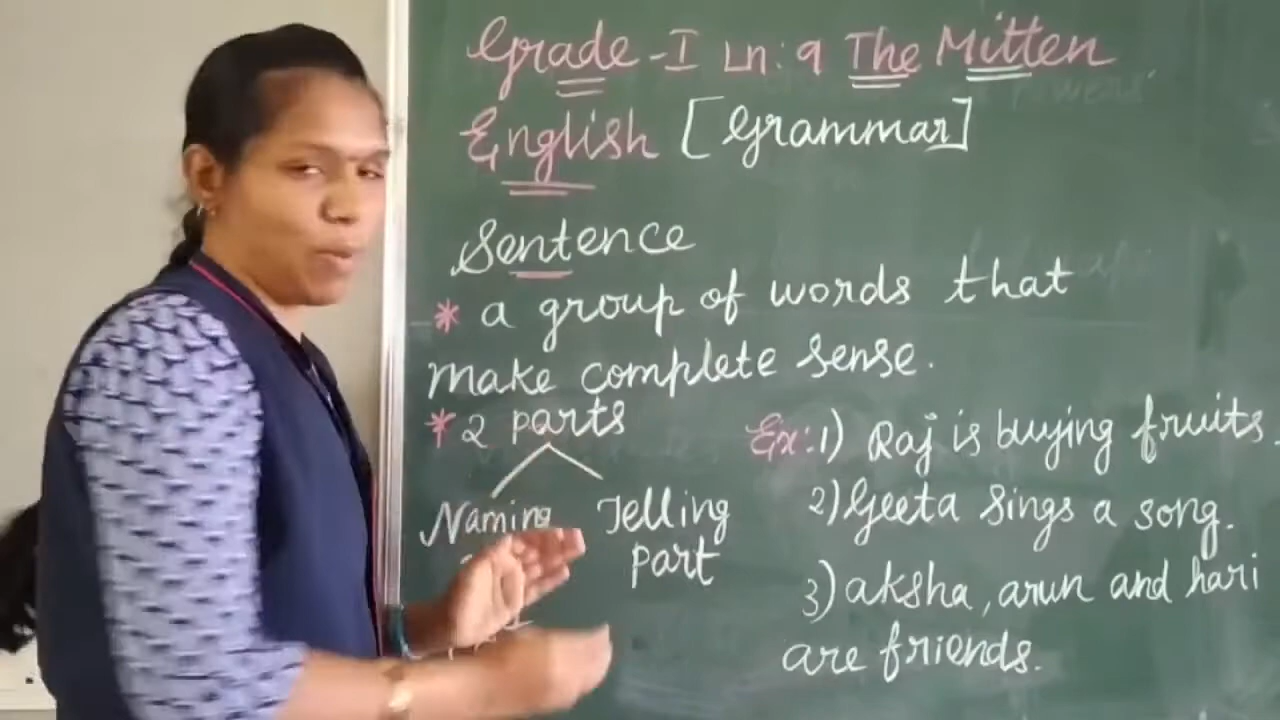 Grade-I Ln: 9 The Mitten
English [Grammar]
Sentence
* a group of words that
make complete sense.
* 2 parts
Naming
Telling
part
Ex: 1) Raj is buying fruits.
2) Geeta sings a song.
3) aksha, arun and hari
are friends.